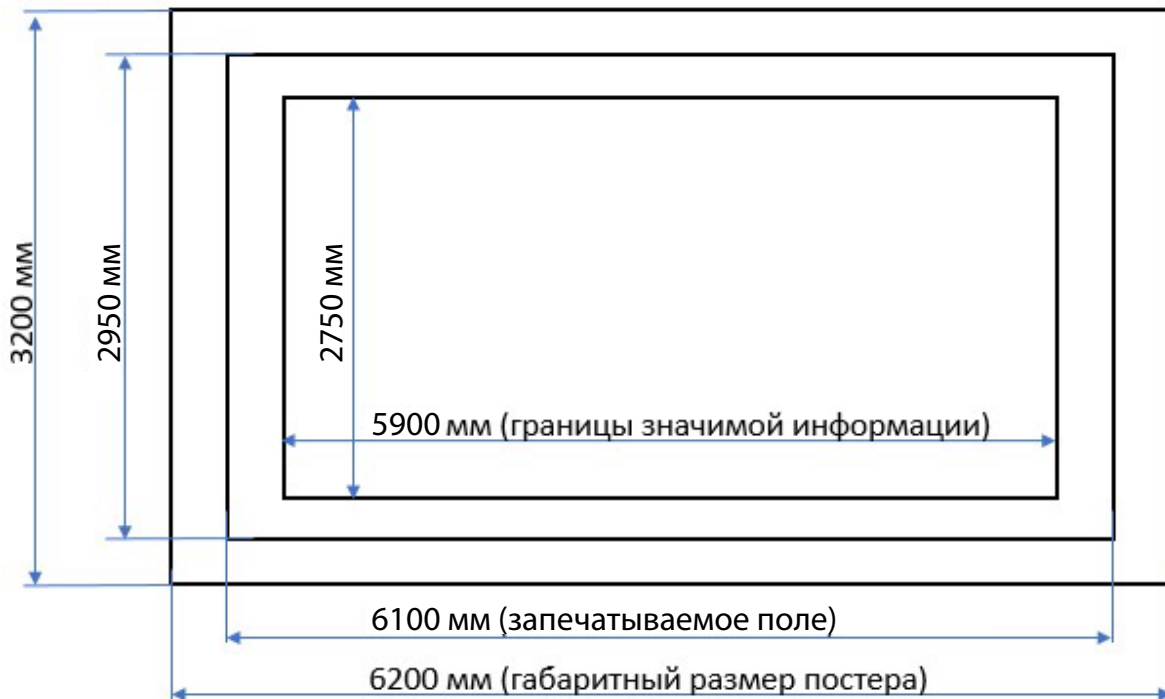 3200 мм
2950 мм
2750 мм
5900 мм (границы значимой информации)
6100 мм (запечатываемое поле)
6200 мм (габаритный размер постера)